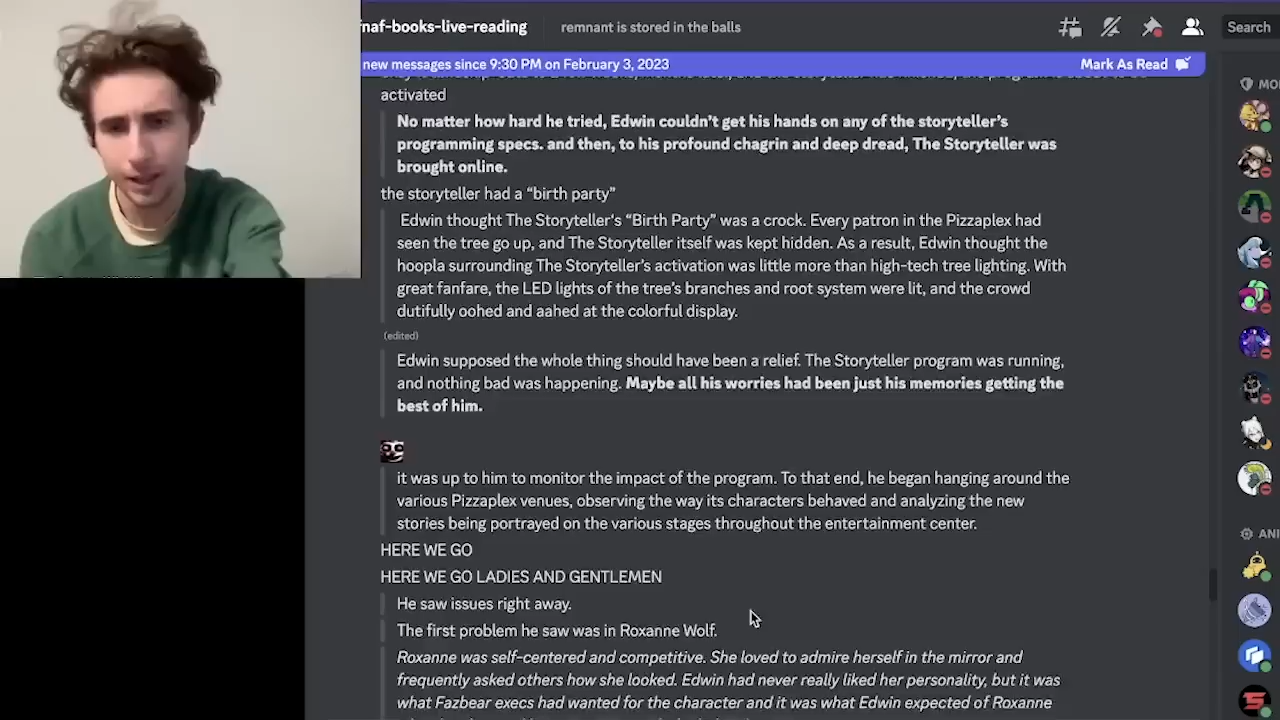 fnaf-books-live-reading
remnant is stored in the balls
Search
new messages since 9:30 PM on February 3, 2023
Mark As Read
activated
No matter how hard he tried, Edwin couldn't get his hands on any of the storyteller's
programming specs. and then, to his profound chagrin and deep dread, The Storyteller was
brought online.
the storyteller had a “birth party”
Edwin thought The Storyteller's “Birth Party” was a crock. Every patron in the Pizzaplex had
seen the tree go up, and The Storyteller itself was kept hidden. As a result, Edwin thought the
hoopla surrounding The Storyteller's activation was little more than high-tech tree lighting. With
great fanfare, the LED lights of the tree's branches and root system were lit, and the crowd
dutifully oohed and aahed at the colorful display.
(edited)
Edwin supposed the whole thing should have been a relief. The Storyteller program was running,
and nothing bad was happening. Maybe all his worries had been just his memories getting the
best of him.
it was up to him to monitor the impact of the program. To that end, he began hanging around the
various Pizzaplex venues, observing the way its characters behaved and analyzing the new
stories being portrayed on the various stages throughout the entertainment center.
HERE WE GO
HERE WE GO LADIES AND GENTLEMEN
He saw issues right away.
The first problem he saw was in Roxanne Wolf.
Roxanne was self-centered and competitive. She loved to admire herself in the mirror and
frequently asked others how she looked. Edwin had never really liked her personality, but it was
what Fazbear execs had wanted for the character and it was what Edwin expected of Roxanne
MO
ANI